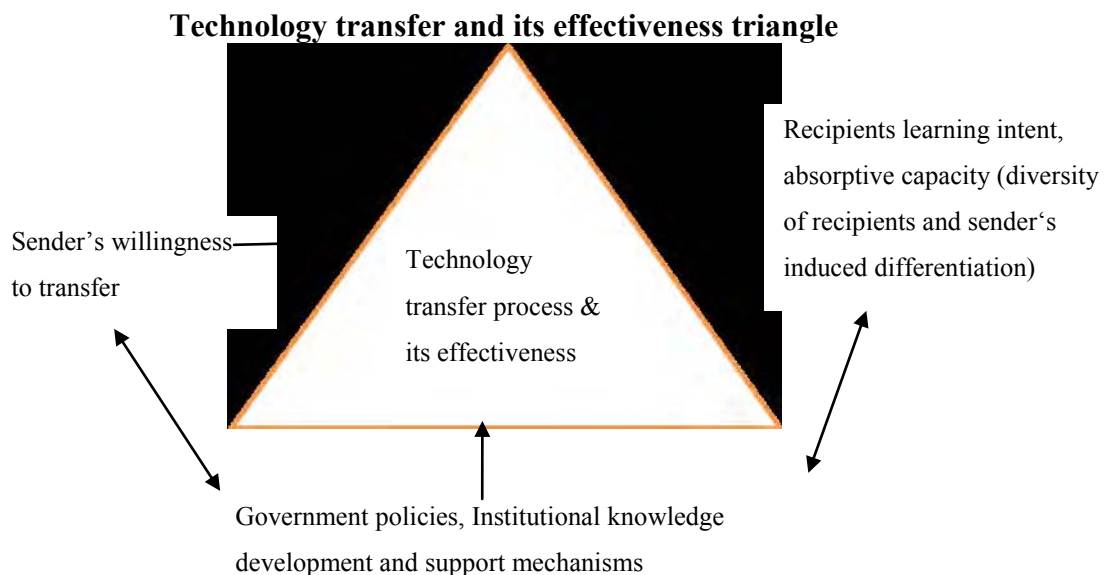 Technology transfer and its effectiveness triangle
Sender’s willingness
to transfer
Technology
transfer process &
its effectiveness
Recipients learning intent,
absorptive capacity (diversity
of recipients and sender‘s
induced differentiation)
Government policies, Institutional knowledge
development and support mechanisms